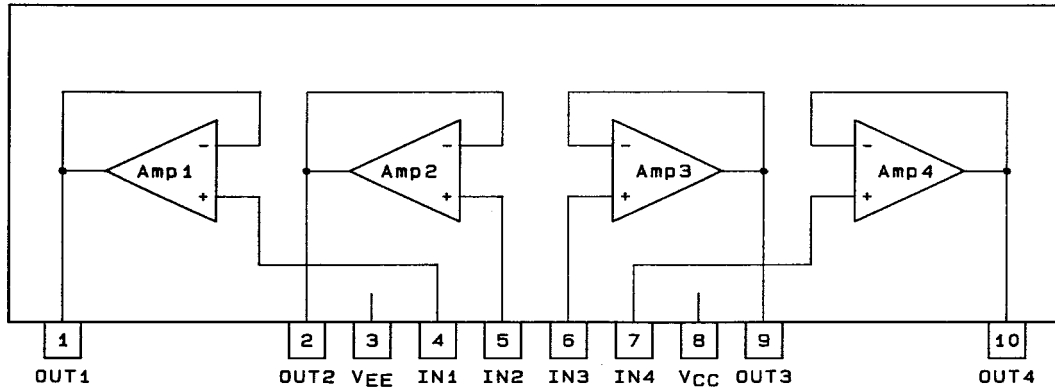 − − − −
Amp1 Amp2 Amp3 Amp4
+ + + +
1 2 3 4 5 6 7 8 9 10
OUT1 OUT2 VEE IN1 IN2 IN3 IN4 VCC OUT3 OUT4